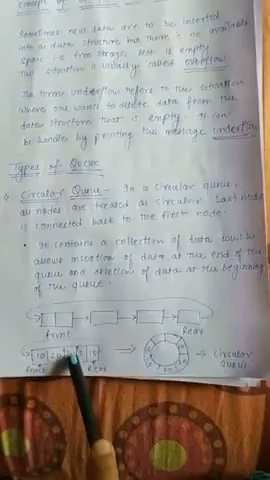 Sometimes new data are to be inserted
into a data structure but there is no available
space i.e free storage list is empty
This situation is usually called overflow
The term underflow refers to the situation
where one wants to delete data from the
data structure that is empty. It can
be handled by printing the message underflow
Types of Queue
Circular Queue - In a circular queue,
all nodes are treated as circular. Last node
is connected back to the first node.
• It contains a collection of data which
allows insertion of data at the end of the
queue and deletion of data at the beginning
of the queue.
front Rear
10 20 15 → circular
front Rear queue